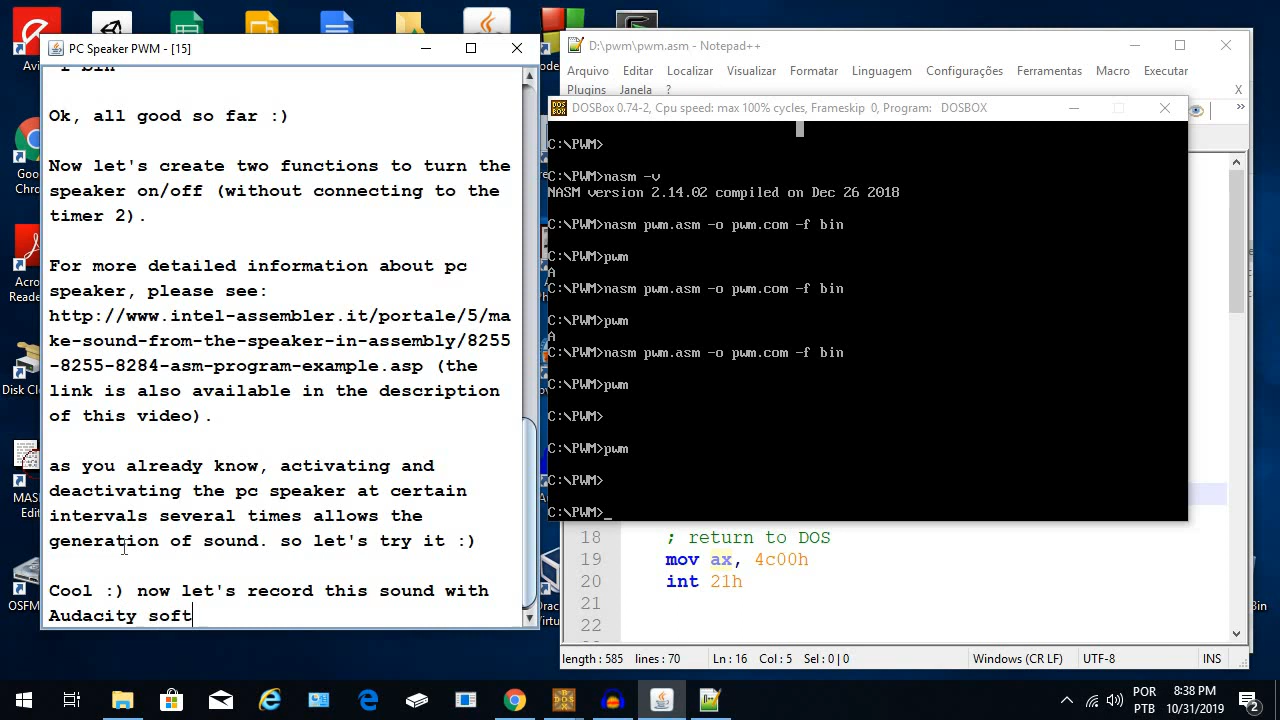 Avi
Goo
Chro
Acro
Reade
Disk Cle
MAS
Edit
OSFM
PC Speaker PWM - [15]
Ok, all good so far :)
Now let's create two functions to turn the
speaker on/off (without connecting to the
timer 2).
For more detailed information about pc
speaker, please see:
http://www.intel-assembler.it/portale/5/ma
ke-sound-from-the-speaker-in-assembly/8255
-8255-8284-asm-program-example.asp (the
link is also available in the description
of this video).
as you already know, activating and
deactivating the pc speaker at certain
intervals several times allows the
generation of sound. so let's try it :)
Cool :) now let's record this sound with
Audacity soft
D:\pwm\pwm.asm - Notepad++
Arquivo Editar Localizar Visualizar Formatar Linguagem Configurações Ferramentas Macro Executar
Plugins Janela ? X
DOSBox 0.74-2, Cpu speed: max 100% cycles, Frameskip 0, Program: DOSBOX
C:\PWM>
C:\PWM>nasm -v
NASM version 2.14.02 compiled on Dec 26 2018
C:\PWM>nasm pwm.asm -o pwm.com -f bin
C:\PWM>pwm
A
C:\PWM>nasm pwm.asm -o pwm.com -f bin
C:\PWM>pwm
A
C:\PWM>nasm pwm.asm -o pwm.com -f bin
C:\PWM>pwm
C:\PWM>
C:\PWM>pwm
C:\PWM>
C:\PWM>_
18 ; return to DOS
19 mov ax, 4c00h
20 int 21h
21
22
length : 585 lines : 70 Ln : 16 Col : 5 Sel : 0 | 0 Windows (CR LF) UTF-8 INS
POR
PTB
8:38 PM
10/31/2019
2